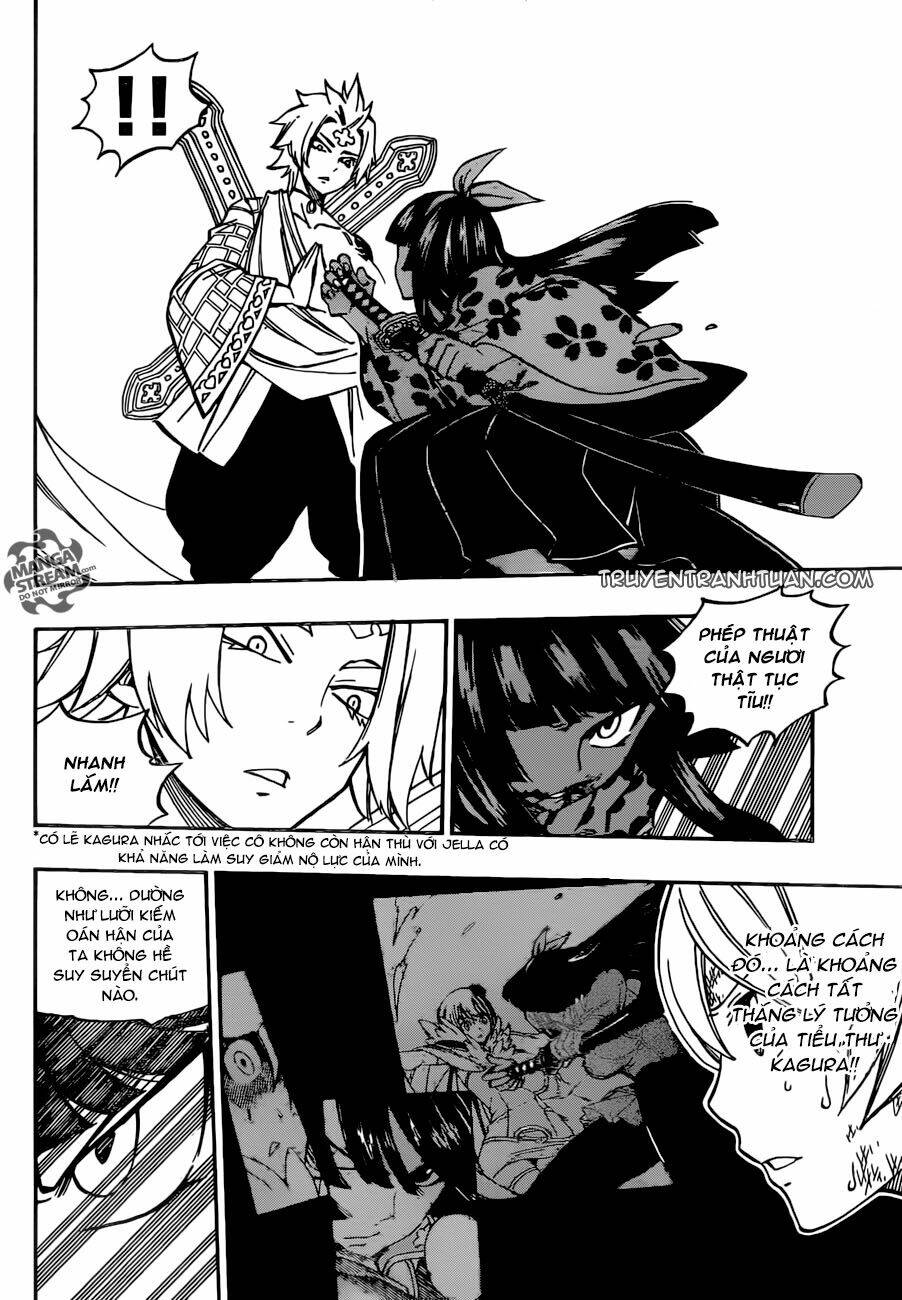 !!
MANGA
STREAM.com
DO NOT MIRROR
TRUYENTRANHTUAN.COM
PHÉP THUẬT
CỦA NGƯƠI
THẬT TỤC
TĨU!!
NHANH
LẮM!!
*CÓ LẼ KAGURA NHẮC TỚI VIỆC CÔ KHÔNG CÒN HẬN THÙ VỚI JELLA CÓ
KHẢ NĂNG LÀM SUY GIẢM NỘ LỰC CỦA MÌNH.
KHÔNG... DƯỜNG
NHƯ LƯỠI KIẾM
OÁN HẬN CỦA
TA KHÔNG HỀ
SUY SUYỂN CHÚT
NÀO.
KHOẢNG CÁCH
ĐÓ... LÀ KHOẢNG
CÁCH TẤT
THẮNG LÝ TƯỞNG
CỦA TIỂU THƯ
KAGURA!!